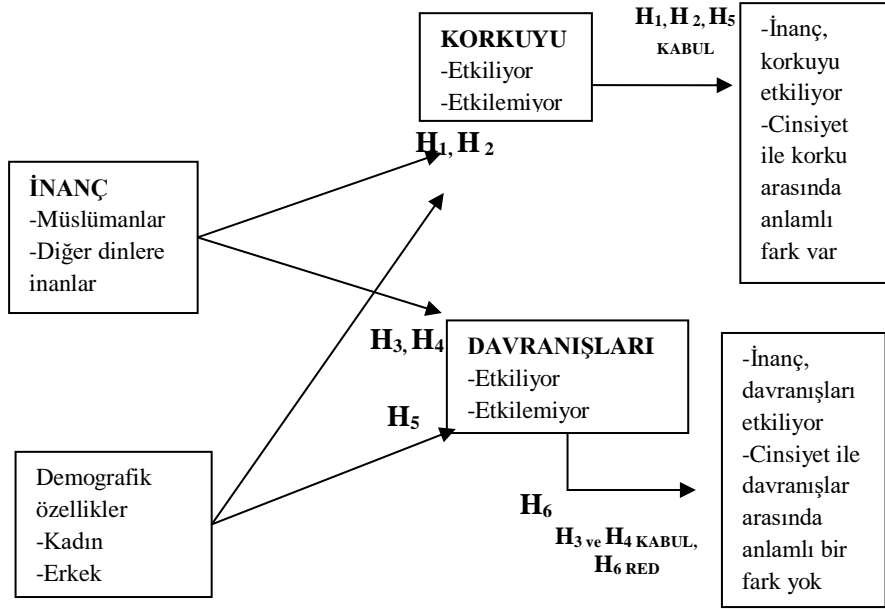 KORKUYU
-Etkiliyor
-Etkilemiyor
H1, H 2
H1, H 2, H5
KABUL
-İnanç,
korkuyu
etkiliyor
-Cinsiyet
ile korku
arasında
anlamlı
fark var
İNANÇ
-Müslümanlar
-Diğer dinlere
inanlar
H3, H4
DAVRANIŞLARI
-Etkiliyor
-Etkilemiyor
H5
Demografik
özellikler
-Kadın
-Erkek
H6
H3 ve H4 KABUL,
H6 RED
-İnanç,
davranışları
etkiliyor
-Cinsiyet ile
davranışlar
arasında
anlamlı bir
fark yok